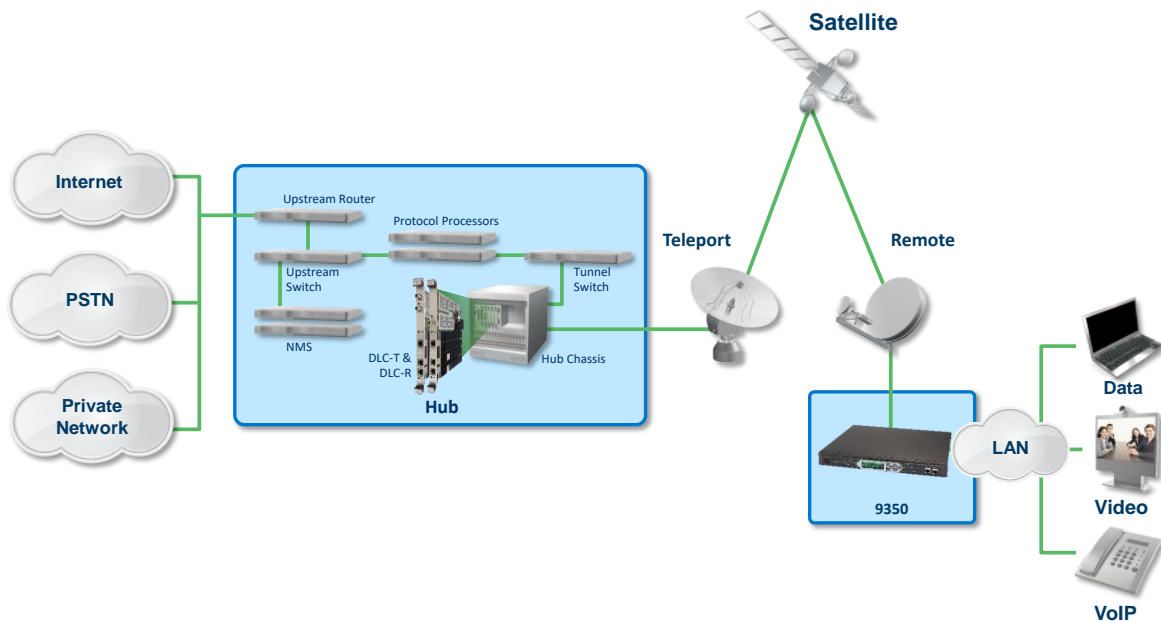 Satellite
Internet
Upstream Router
Protocol Processors
Teleport
Remote
Upstream
Switch
Tunnel
Switch
PSTN
NMS
DLC-T &
DLC-R
Hub Chassis
Hub
Data
Private
Network
LAN
9350
Video
VoIP